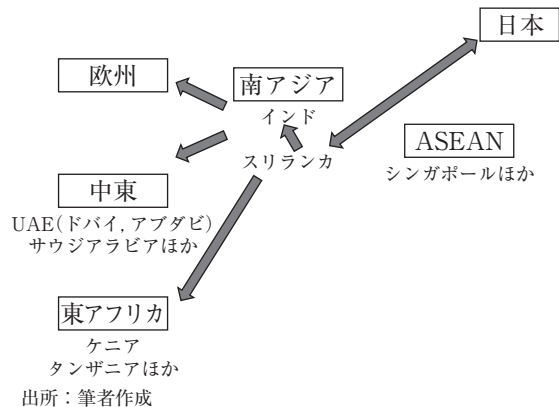 日本
欧州
南アジア
インド
スリランカ
ASEAN
シンガポールほか
中東
UAE(ドバイ, アブダビ)
サウジアラビアほか
東アフリカ
ケニア
タンザニアほか
出所：筆者作成